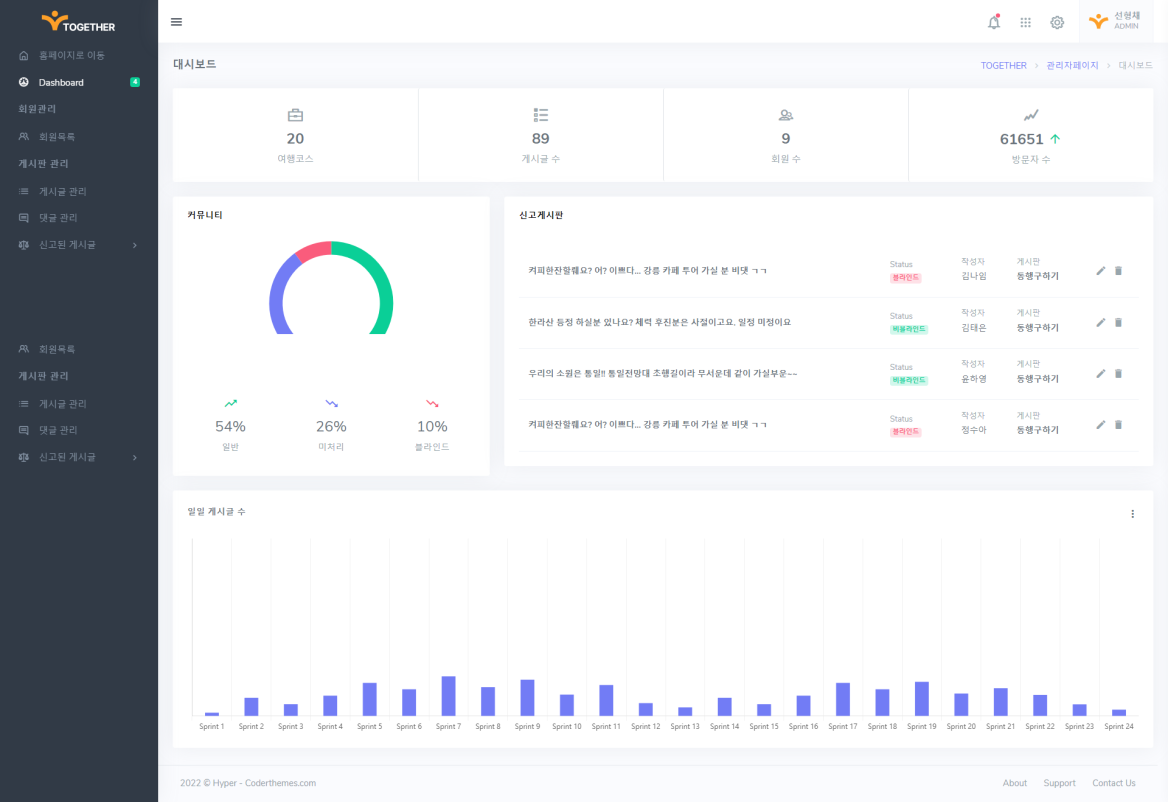 TOGETHER
홈페이지로 이동
Dashboard 4
회원관리
회원목록
게시판 관리
게시글 관리
댓글 관리
신고된 게시글
회원목록
게시판 관리
게시글 관리
댓글 관리
신고된 게시글
선형채
ADMIN
대시보드
TOGETHER > 관리자페이지 > 대시보드
20
여행코스
89
게시글 수
9
회원 수
61651
방문자 수
커뮤니티
54%
일반
26%
미처리
10%
블라인드
신고게시판
커피한잔할뤠요? 어? 이쁘다... 강릉 카페 투어 가실 분 비댓 ㄱㄱ
Status
블라인드
작성자
김나임
게시판
동행구하기
한라산 등정 하실분 있나요? 체력 후진분은 사절이고요. 일정 미정이요
Status
비블라인드
작성자
김태은
게시판
동행구하기
우리의 소원은 통일!! 통일전망대 초행길이라 무서운데 같이 가실부운~~
Status
비블라인드
작성자
윤하영
게시판
동행구하기
커피한잔할뤠요? 어? 이쁘다... 강릉 카페 투어 가실 분 비댓 ㄱㄱ
Status
블라인드
작성자
정수아
게시판
동행구하기
일일 게시글 수
Sprint 1 Sprint 2 Sprint 3 Sprint 4 Sprint 5 Sprint 6 Sprint 7 Sprint 8 Sprint 9 Sprint 10 Sprint 11 Sprint 12 Sprint 13 Sprint 14 Sprint 15 Sprint 16 Sprint 17 Sprint 18 Sprint 19 Sprint 20 Sprint 21 Sprint 22 Sprint 23 Sprint 24
2022 © Hyper - Coderthemes.com
About Support Contact Us